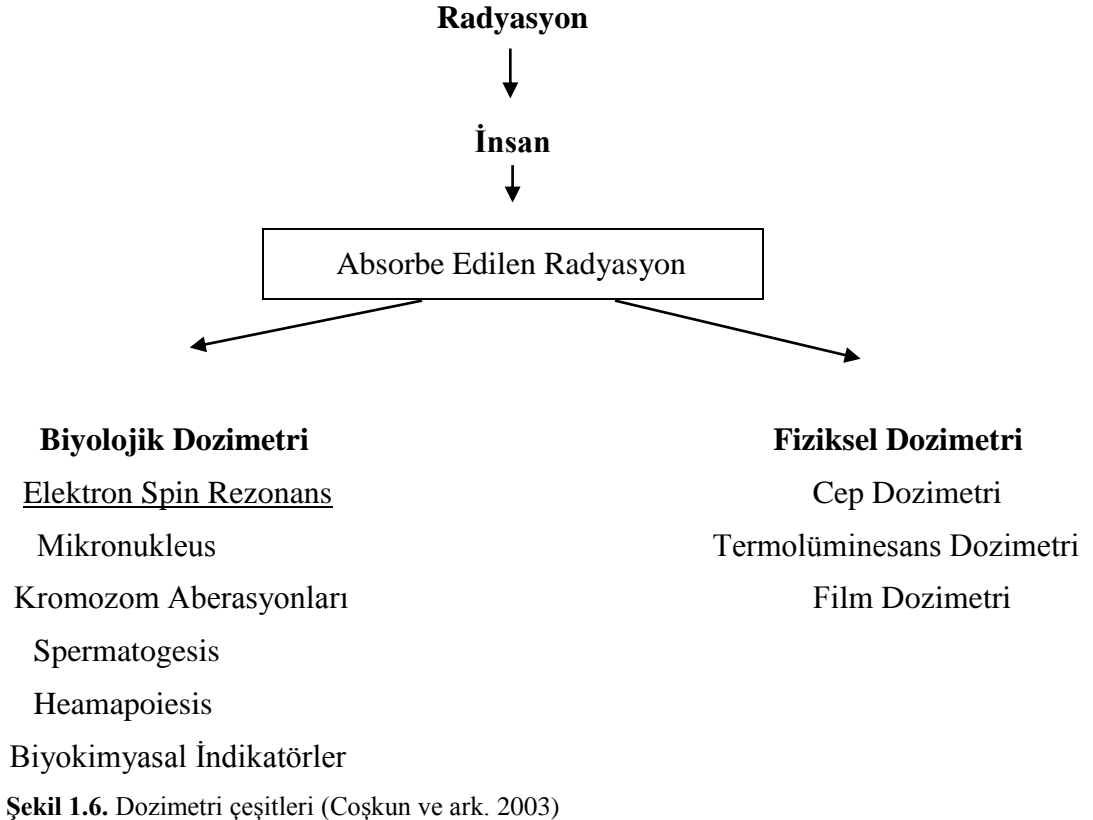 Radyasyon
İnsan
Absorbe Edilen Radyasyon
Biyolojik Dozimetri
Elektron Spin Rezonans
Mikronukleus
Kromozom Aberasyonları
Spermatogesis
Heamapoiesis
Biyokimyasal İndikatörler
Fiziksel Dozimetri
Cep Dozimetri
Termolüminesans Dozimetri
Film Dozimetri
Şekil 1.6. Dozimetri çeşitleri (Coşkun ve ark. 2003)